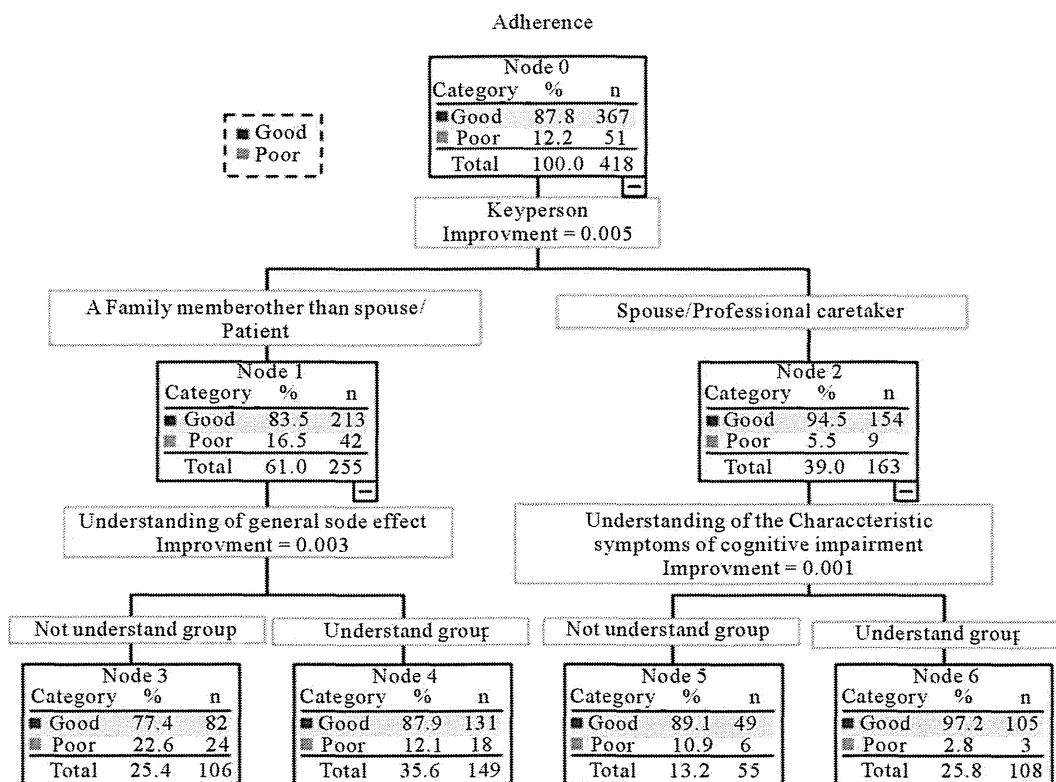 Adherence
Node 0
Category % n
Good 87.8 367
Poor 12.2 51
Total 100.0 418
Good
Poor
Keyperson
Improvment = 0.005
A Family memberother than spouse/
Patient
Spouse/Professional caretaker
Node 1
Category % n
Good 83.5 213
Poor 16.5 42
Total 61.0 255
Node 2
Category % n
Good 94.5 154
Poor 5.5 9
Total 39.0 163
Understanding of general sode effect
Improvment = 0.003
Understanding of the Characcteristic
symptoms of cognitive impairment
Improvment = 0.001
Not understand group
Understand group
Not understand group
Understand group
Node 3
Category % n
Good 77.4 82
Poor 22.6 24
Total 25.4 106
Node 4
Category % n
Good 87.9 131
Poor 12.1 18
Total 35.6 149
Node 5
Category % n
Good 89.1 49
Poor 10.9 6
Total 13.2 55
Node 6
Category % n
Good 97.2 105
Poor 2.8 3
Total 25.8 108